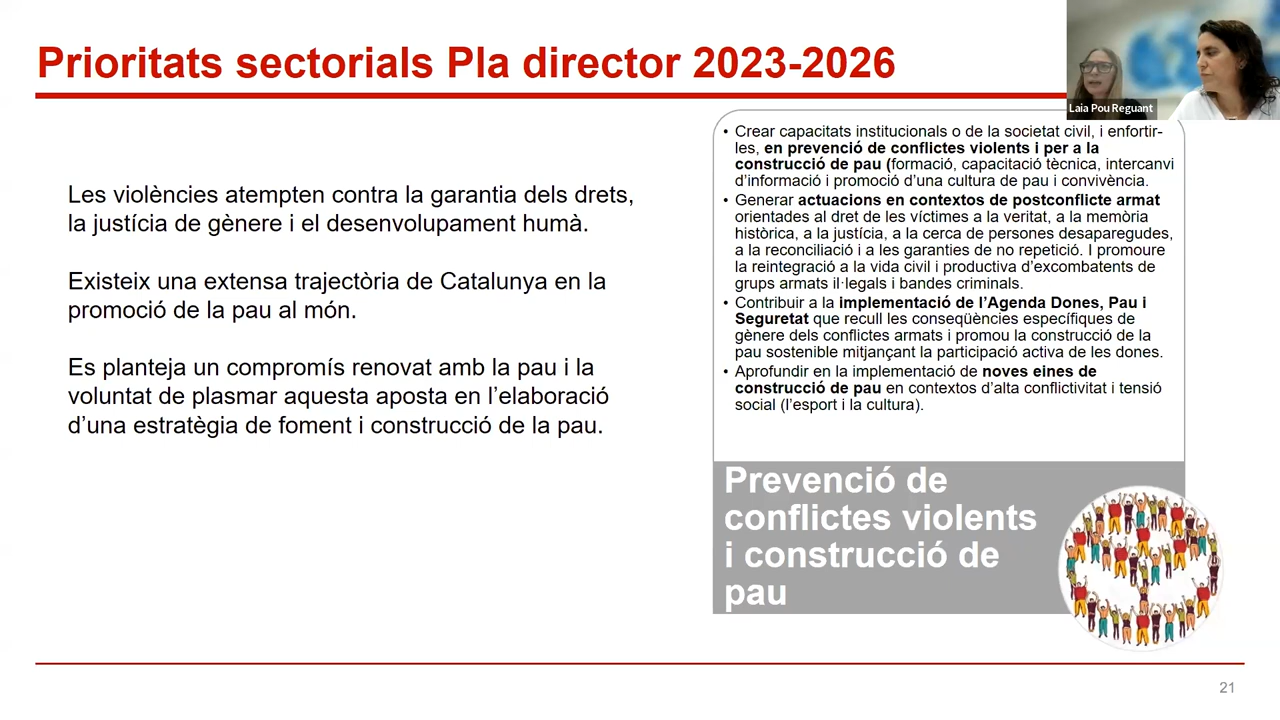 Prioritats sectorials Pla director 2023-2026
Laia Pou Reguant
Les violències atempten contra la garantia dels drets,
la justícia de gènere i el desenvolupament humà.
Existeix una extensa trajectòria de Catalunya en la
promoció de la pau al món.
Es planteja un compromís renovat amb la pau i la
voluntat de plasmar aquesta aposta en l’elaboració
d’una estratègia de foment i construcció de la pau.
• Crear capacitats institucionals o de la societat civil, i enfortir-
les, en prevenció de conflictes violents i per a la
construcció de pau (formació, capacitació tècnica, intercanvi
d’informació i promoció d’una cultura de pau i convivència.
• Generar actuacions en contextos de postconflicte armat
orientades al dret de les víctimes a la veritat, a la memòria
històrica, a la justícia, a la cerca de persones desaparegudes,
a la reconciliació i a les garanties de no repetició. I promoure
la reintegració a la vida civil i productiva d’excombatents de
grups armats il·legals i bandes criminals.
• Contribuir a la implementació de l’Agenda Dones, Pau i
Seguretat que recull les conseqüències específiques de
gènere dels conflictes armats i promou la construcció de la
pau sostenible mitjançant la participació activa de les dones.
• Aprofundir en la implementació de noves eines de
construcció de pau en contextos d’alta conflictivitat i tensió
social (l’esport i la cultura).
Prevenció de
conflictes violents
i construcció de
pau
21